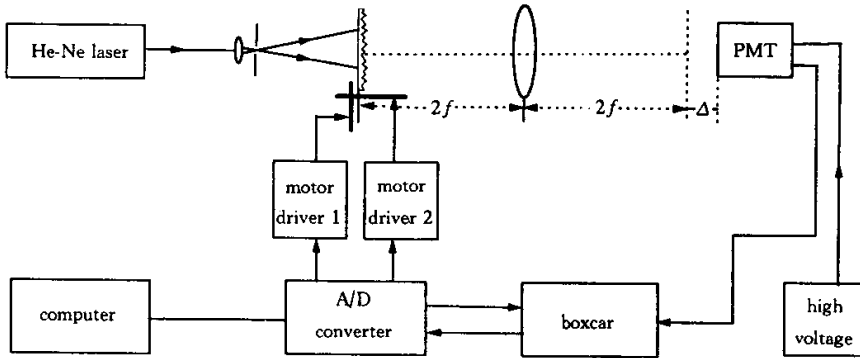 He-Ne laser
PMT
2f
2f
Δ
motor
driver 1
motor
driver 2
computer
A/D
converter
boxcar
high
voltage